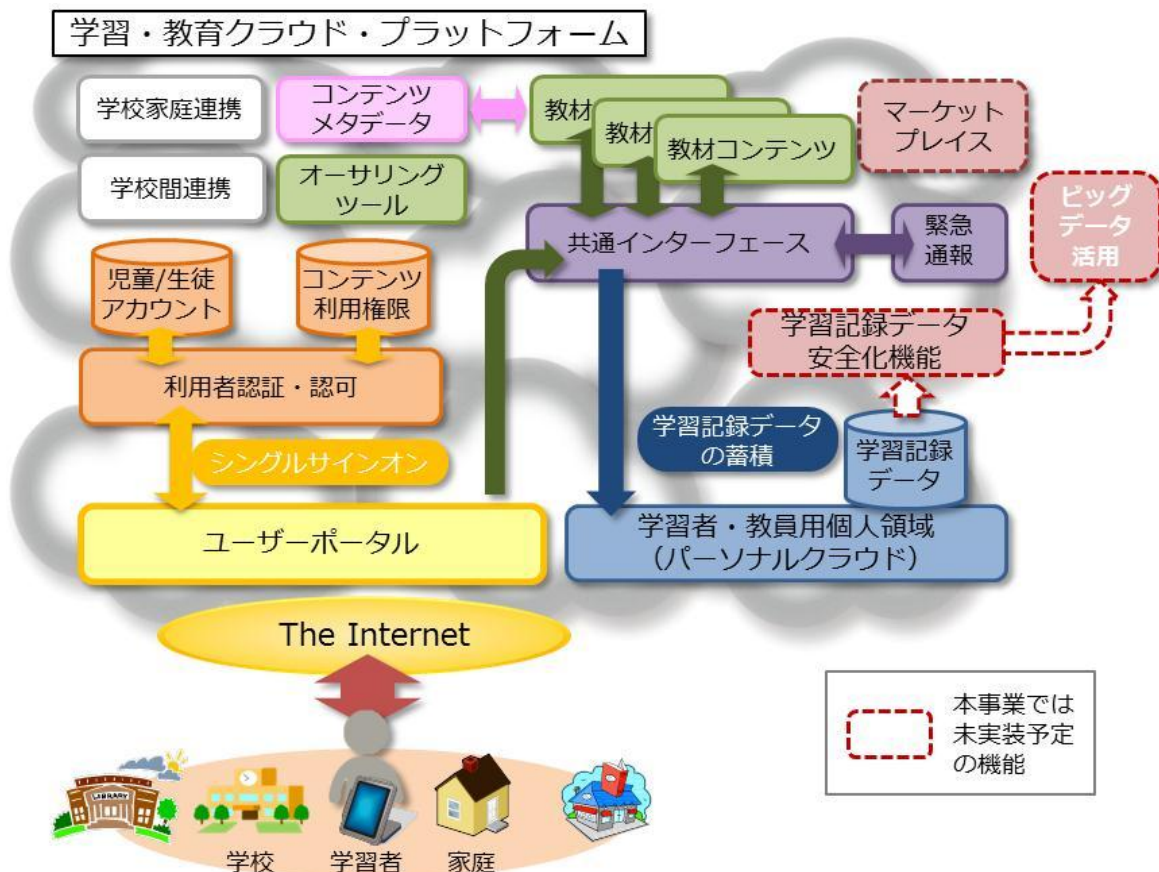 学習・教育クラウド・プラットフォーム
学校家庭連携
コンテンツ
メタデータ
教材
教材
教材コンテンツ
マーケット
プレイス
学校間連携
オーサリング
ツール
ピッグ
データ
活用
共通インターフェース
緊急
通報
児童/生徒
アカウント
コンテンツ
利用権限
学習記録データ
安全化機能
利用者認証・認可
シングルサインオン
学習記録データ
の蓄積
学習記録
データ
ユーザーポータル
学習者・教員用個人領域
（パーソナルクラウド）
The Internet
本事業では
未実装予定
の機能
LIBRARY
学校
学習者
家庭